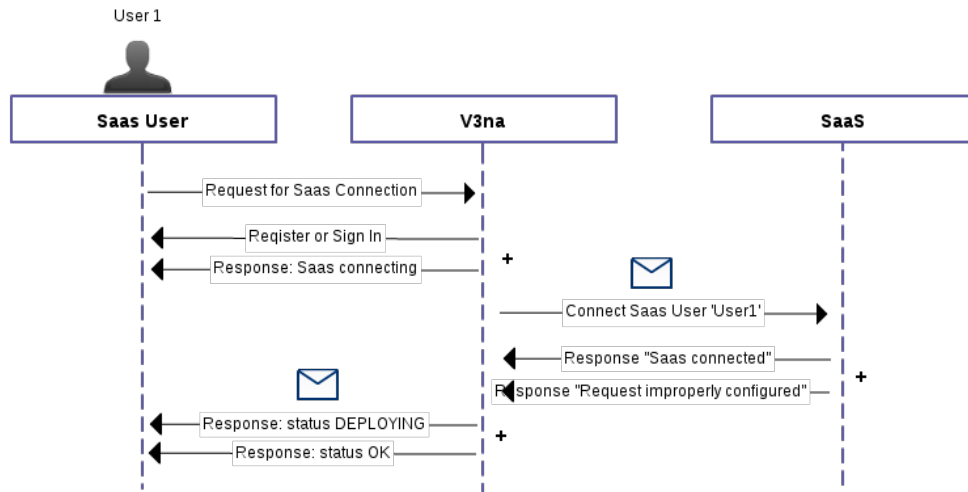 User 1
Saas User
V3na
SaaS
Request for Saas Connection
Register or Sign In
Response: Saas connecting
+
Connect Saas User 'User1'
Response "Saas connected"
+
Response "Request improperly configured"
Response: status DEPLOYING
+
Response: status OK